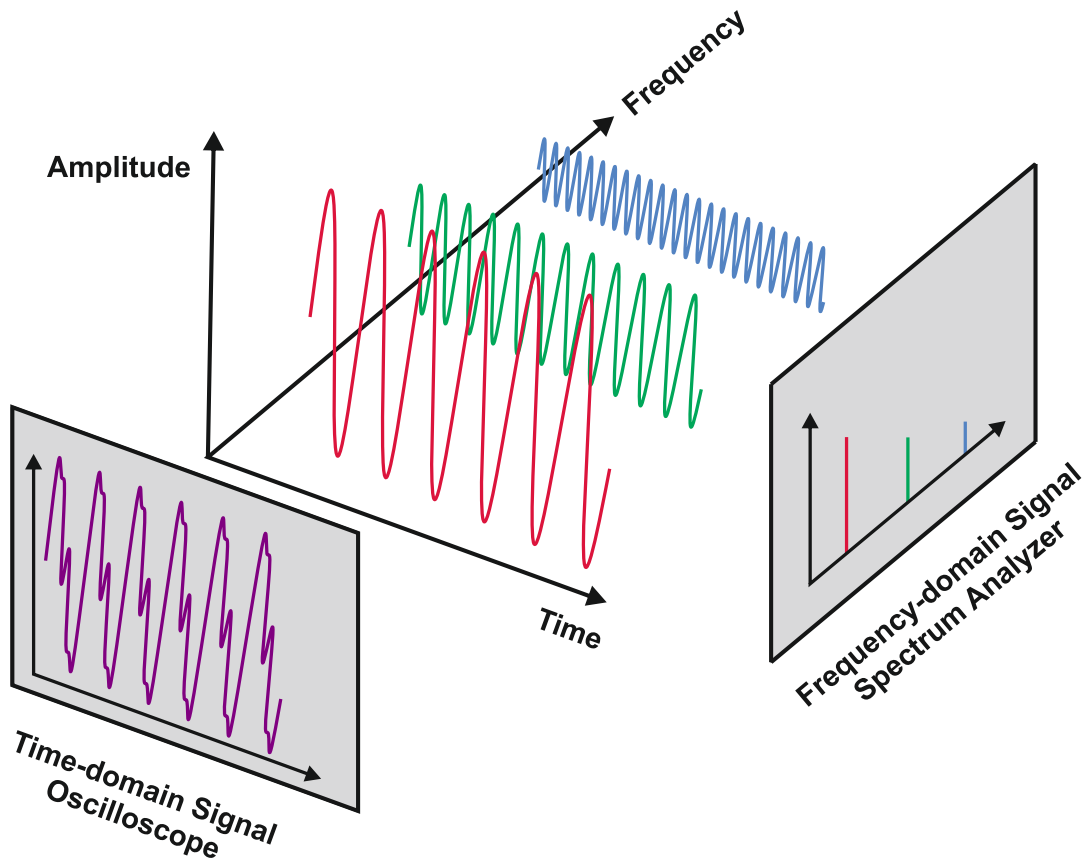 Frequency
Amplitude
Time
Time-domain Signal
Oscilloscope
Frequency-domain Signal
Spectrum Analyzer